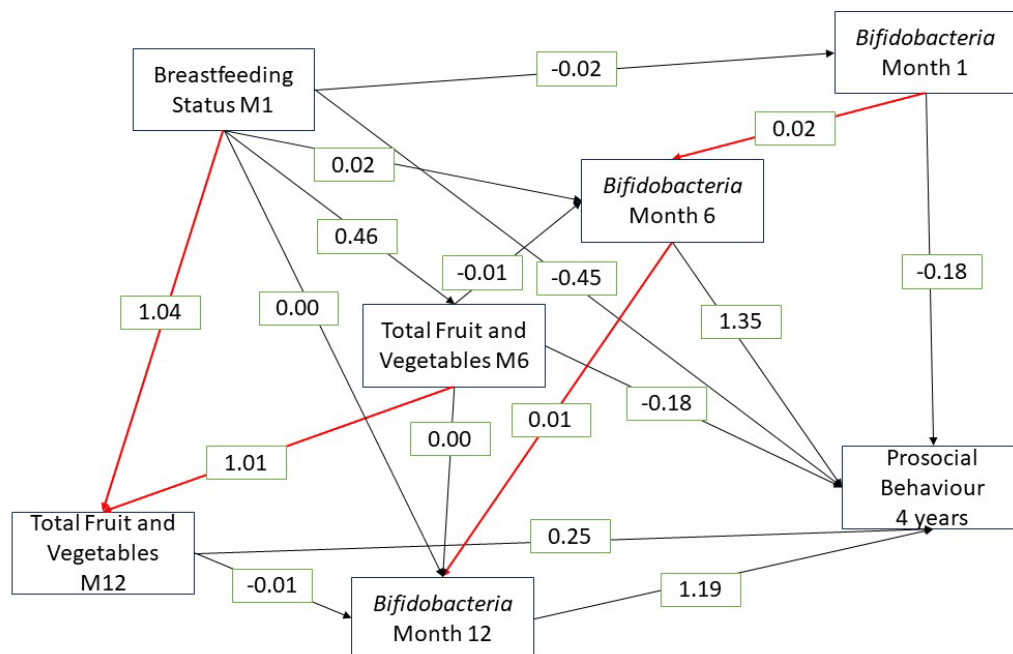 Bifidobacteria
Month 1
Breastfeeding
Status M1
-0.02
0.02
0.02
Bifidobacteria
Month 6
0.46
-0.01
-0.45
-0.18
1.04
0.00
1.35
Total Fruit and
Vegetables M6
-0.18
0.01
0.00
1.01
Prosocial
Behaviour
4 years
Total Fruit and
Vegetables
M12
0.25
-0.01
1.19
Bifidobacteria
Month 12